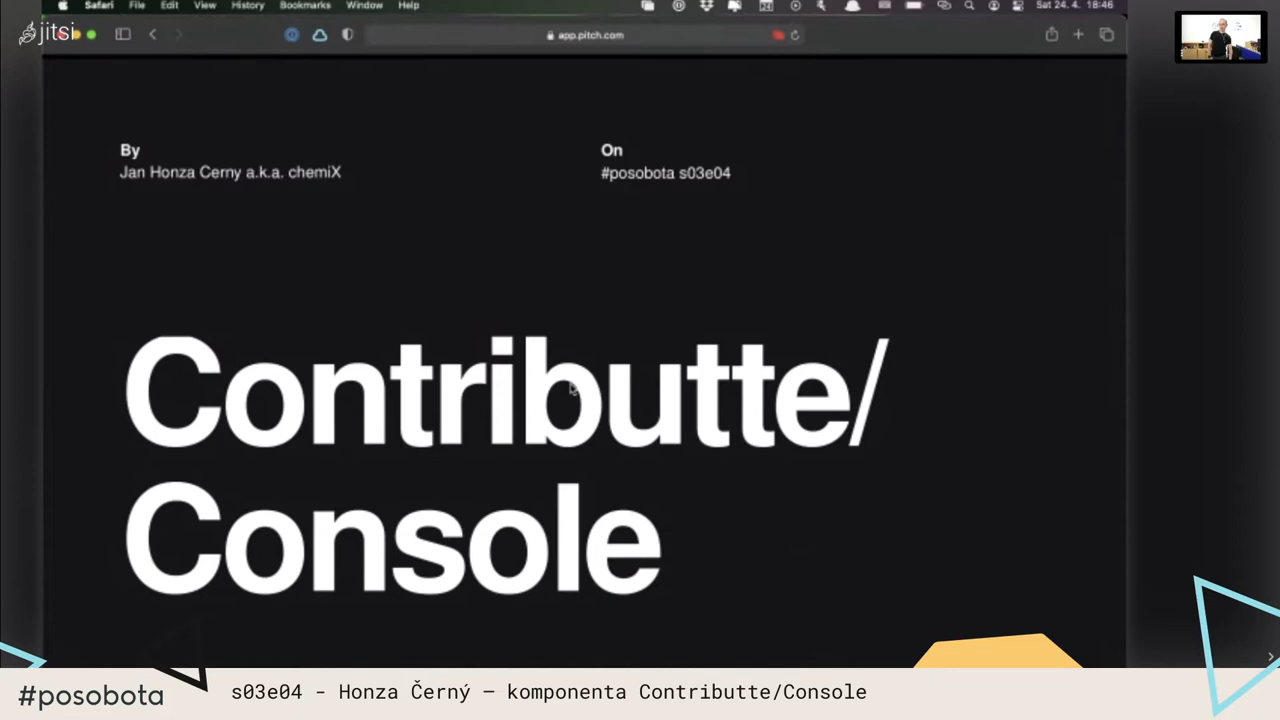 Safari File Edit View History Bookmarks Window Help Sat 24. 4. 18:46
jitsi
app.pitch.com
By
Jan Honza Cerny a.k.a. chemiX
On
#posobota s03e04
Contributte/
Console
#posobota
s03e04 - Honza Černý – komponenta Contributte/Console